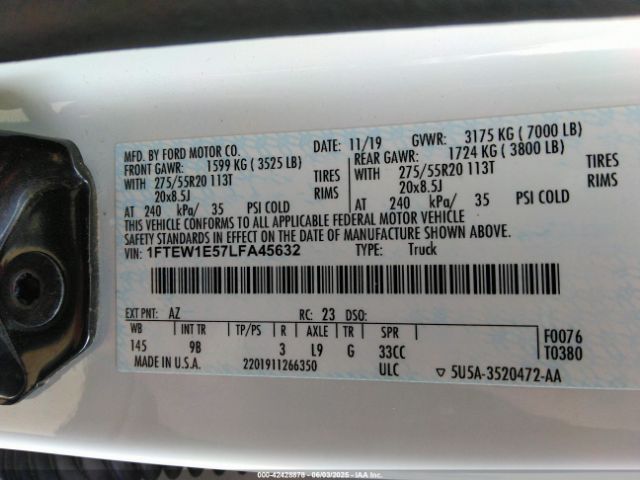 MFD. BY FORD MOTOR CO. DATE: 11/19 GVWR: 3175 KG ( 7000 LB)
FRONT GAWR: 1599 KG ( 3525 LB) REAR GAWR: 1724 KG ( 3800 LB)
WITH 275/55R20 113T TIRES WITH 275/55R20 113T TIRES
20x8.5J RIMS 20x8.5J RIMS
AT 240 kPa/ 35 PSI COLD AT 240 kPa/ 35 PSI COLD
THIS VEHICLE CONFORMS TO ALL APPLICABLE FEDERAL MOTOR VEHICLE
SAFETY STANDARDS IN EFFECT ON THE DATE OF MANUFACTURE SHOWN ABOVE.
VIN: 1FTEW1E57LFA45632 TYPE: Truck
EXT PNT: AZ RC: 23 DSO:
WB INT TR TP/PS R AXLE TR SPR F0076
145 9B 3 L9 G 33CC T0380
MADE IN U.S.A. 2201911266350 ULC ▽ 5U5A-3520472-AA
000-42428878 - 06/03/2025 - IAA Inc. (IAA)